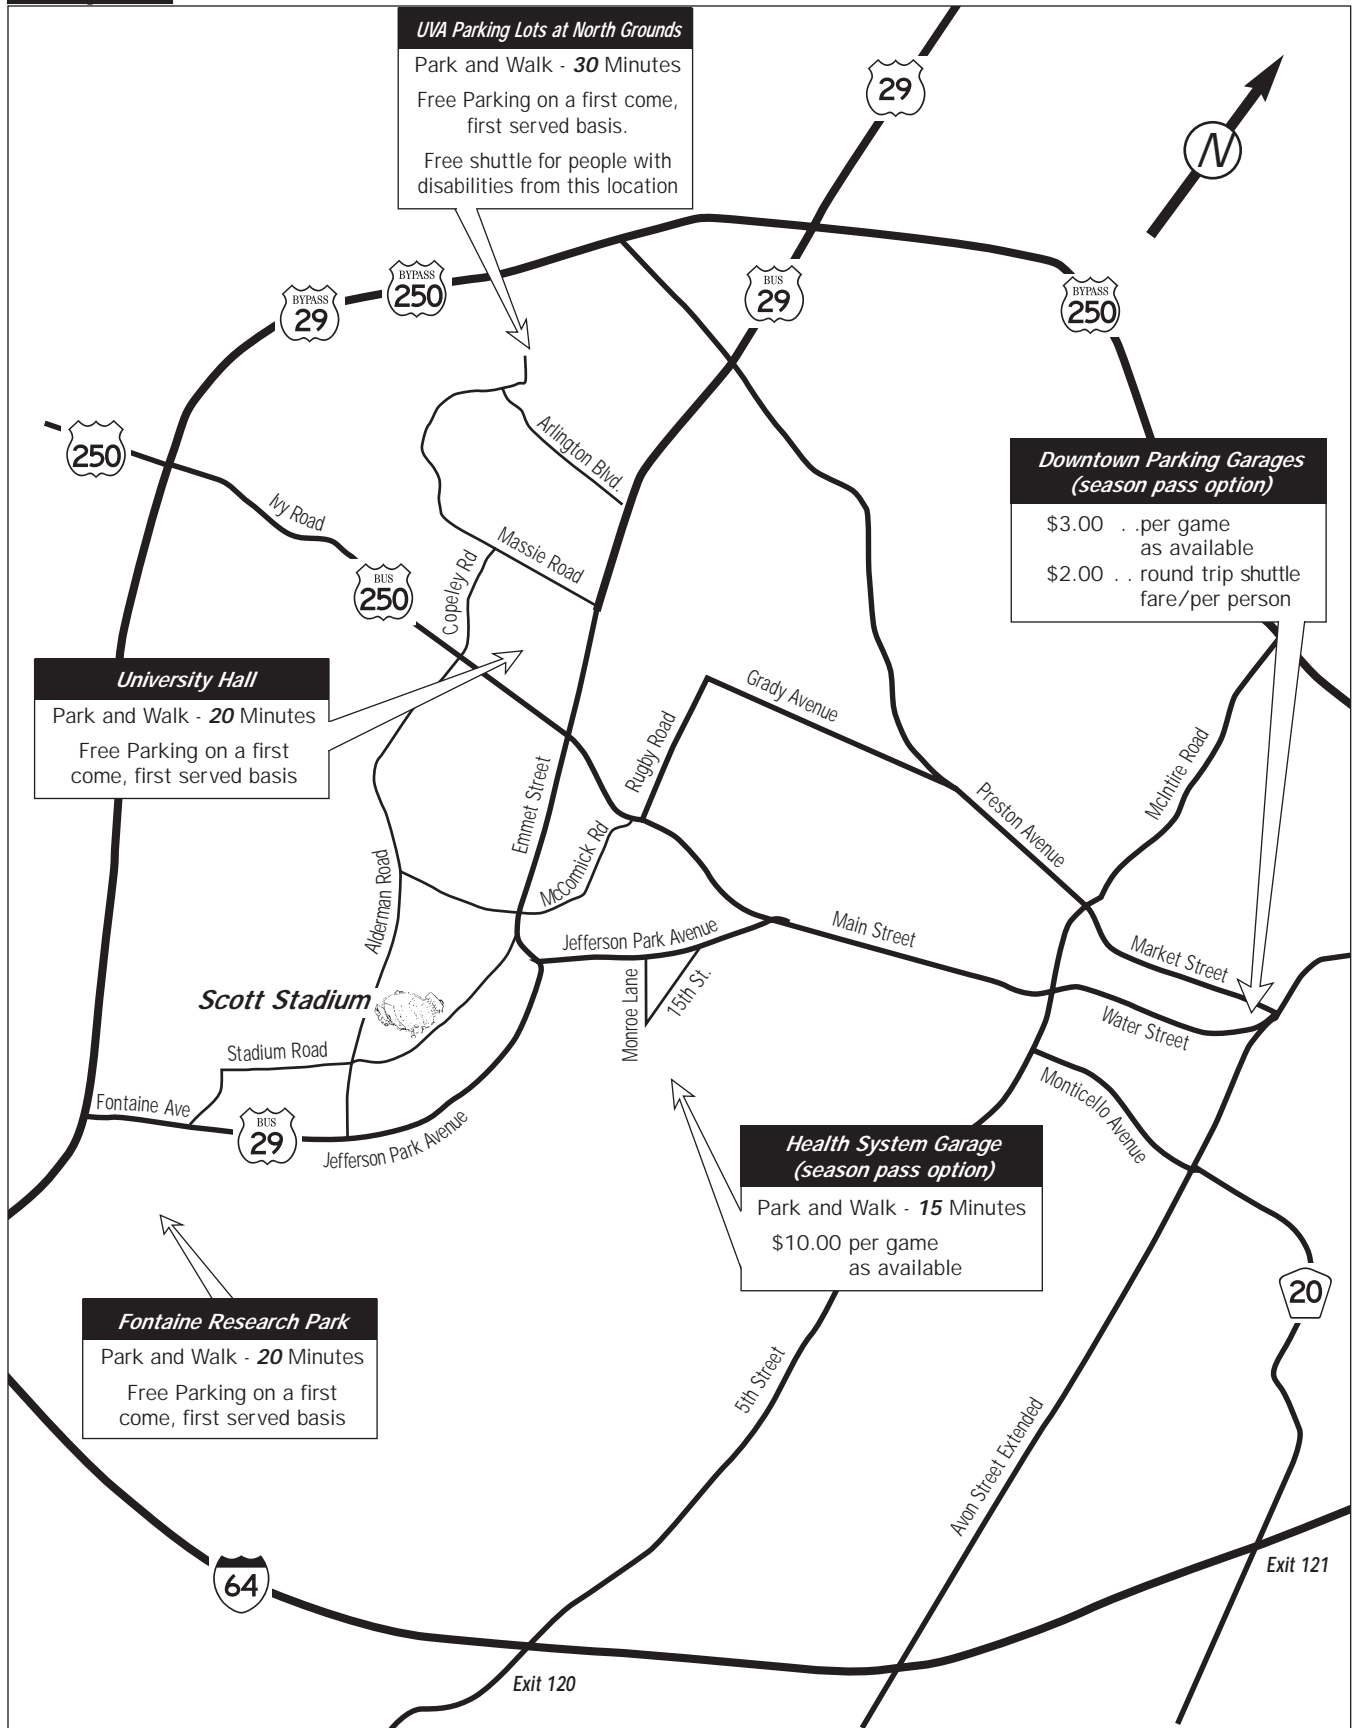 UVA Parking Lots at North Grounds
Park and Walk - 30 Minutes
Free Parking on a first come,
first served basis.
Free shuttle for people with
disabilities from this location
29
N
BYPASS
29
BYPASS
250
BUS
29
BYPASS
250
250
Ivy Road
BUS
250
Arlington Blvd.
Massie Road
Copeley Rd
Downtown Parking Garages
(season pass option)
$3.00 . .per game
as available
$2.00 . . round trip shuttle
fare/per person
University Hall
Park and Walk - 20 Minutes
Free Parking on a first
come, first served basis
Grady Avenue
Rugby Road
Emmet Street
McCormick Rd
Preston Avenue
McIntire Road
Alderman Road
Jefferson Park Avenue
Main Street
Market Street
Water Street
Monroe Lane
15th St.
Scott Stadium
Stadium Road
Fontaine Ave
BUS
29
Jefferson Park Avenue
Monticello Avenue
Health System Garage
(season pass option)
Park and Walk - 15 Minutes
$10.00 per game
as available
20
Fontaine Research Park
Park and Walk - 20 Minutes
Free Parking on a first
come, first served basis
5th Street
Avon Street Extended
64
Exit 121
Exit 120